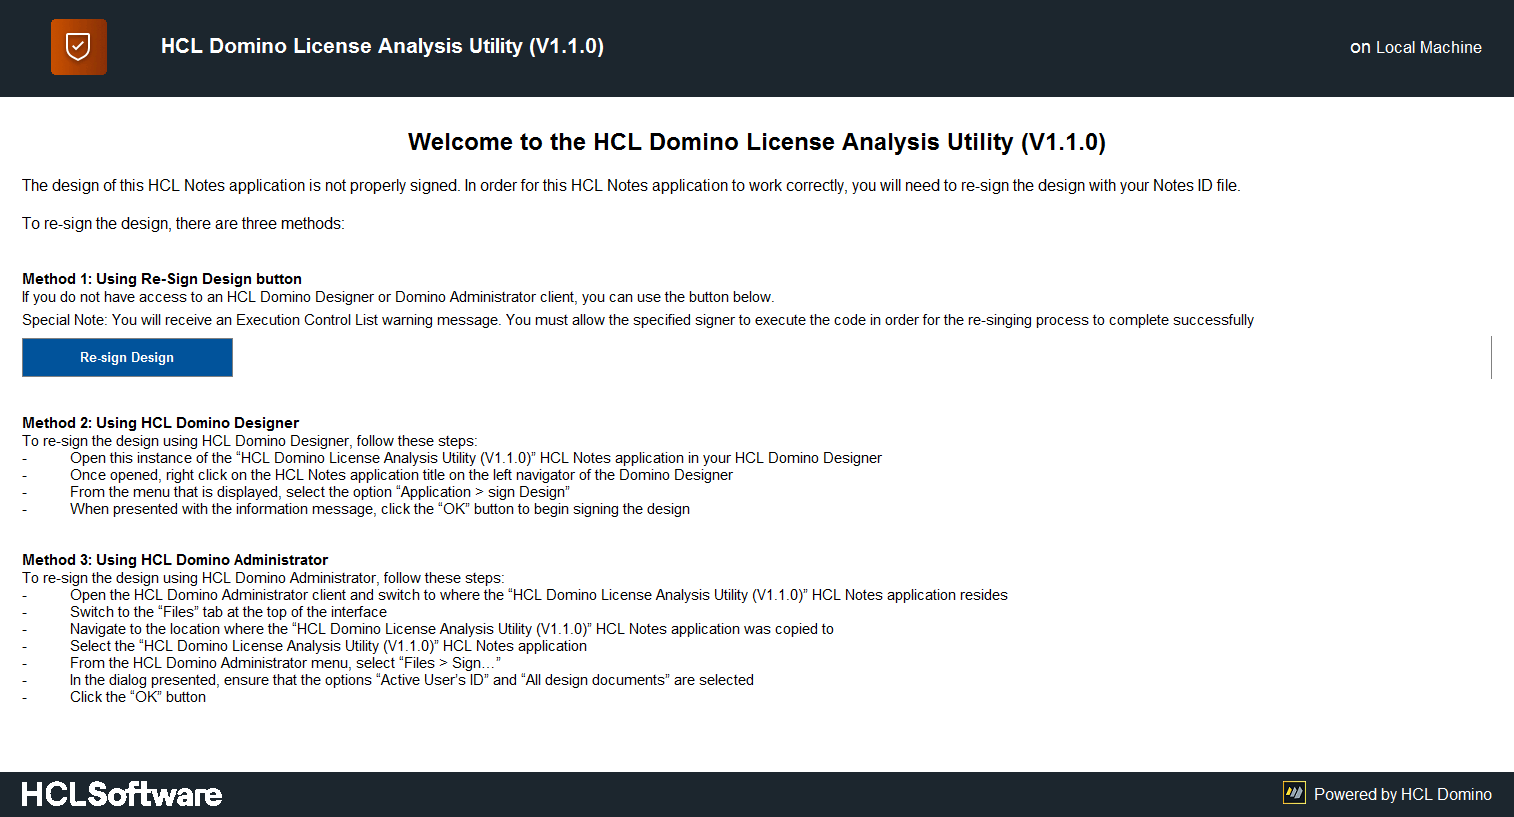 HCL Domino License Analysis Utility (V1.1.0)
on Local Machine
Welcome to the HCL Domino License Analysis Utility (V1.1.0)
The design of this HCL Notes application is not properly signed. In order for this HCL Notes application to work correctly, you will need to re-sign the design with your Notes ID file.
To re-sign the design, there are three methods:
Method 1: Using Re-Sign Design button
If you do not have access to an HCL Domino Designer or Domino Administrator client, you can use the button below.
Special Note: You will receive an Execution Control List warning message. You must allow the specified signer to execute the code in order for the re-singing process to complete successfully
Re-sign Design
Method 2: Using HCL Domino Designer
To re-sign the design using HCL Domino Designer, follow these steps:
- Open this instance of the “HCL Domino License Analysis Utility (V1.1.0)” HCL Notes application in your HCL Domino Designer
- Once opened, right click on the HCL Notes application title on the left navigator of the Domino Designer
- From the menu that is displayed, select the option “Application > sign Design”
- When presented with the information message, click the “OK” button to begin signing the design
Method 3: Using HCL Domino Administrator
To re-sign the design using HCL Domino Administrator, follow these steps:
- Open the HCL Domino Administrator client and switch to where the “HCL Domino License Analysis Utility (V1.1.0)” HCL Notes application resides
- Switch to the “Files” tab at the top of the interface
- Navigate to the location where the “HCL Domino License Analysis Utility (V1.1.0)” HCL Notes application was copied to
- Select the “HCL Domino License Analysis Utility (V1.1.0)” HCL Notes application
- From the HCL Domino Administrator menu, select “Files > Sign…”
- In the dialog presented, ensure that the options “Active User’s ID” and “All design documents” are selected
- Click the “OK” button
HCLSoftware
Powered by HCL Domino